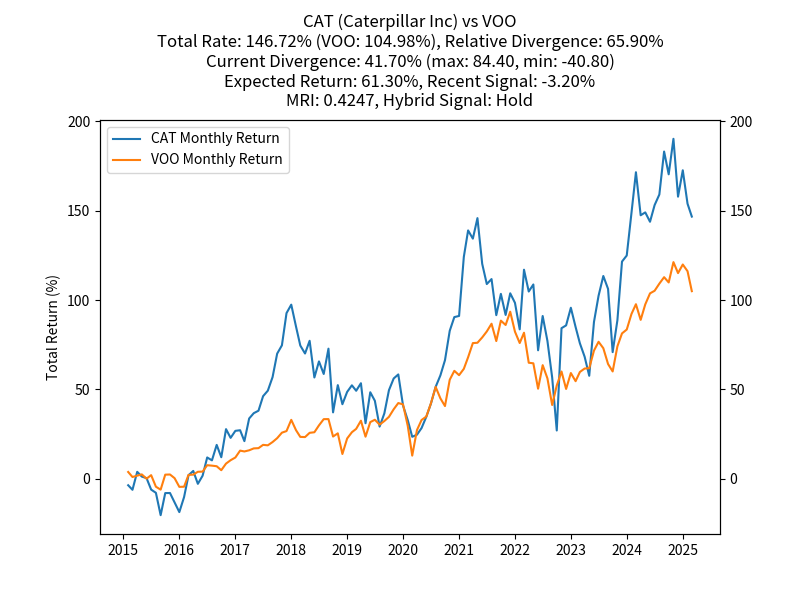 CAT (Caterpillar Inc) vs VOO
Total Rate: 146.72% (VOO: 104.98%), Relative Divergence: 65.90%
Current Divergence: 41.70% (max: 84.40, min: -40.80)
Expected Return: 61.30%, Recent Signal: -3.20%
MRI: 0.4247, Hybrid Signal: Hold
CAT Monthly Return
VOO Monthly Return
Total Return (%)
200
150
100
50
0
200
150
100
50
0
2015 2016 2017 2018 2019 2020 2021 2022 2023 2024 2025